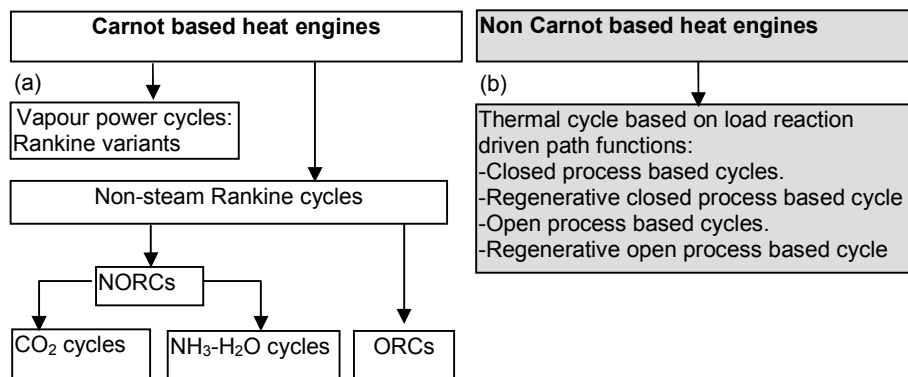 Carnot based heat engines
(a)
Vapour power cycles:
Rankine variants
Non-steam Rankine cycles
NORCs
CO₂ cycles
NH₃-H₂O cycles
ORCs
Non Carnot based heat engines
(b)
Thermal cycle based on load reaction
driven path functions:
-Closed process based cycles.
-Regenerative closed process based cycle
-Open process based cycles.
-Regenerative open process based cycle